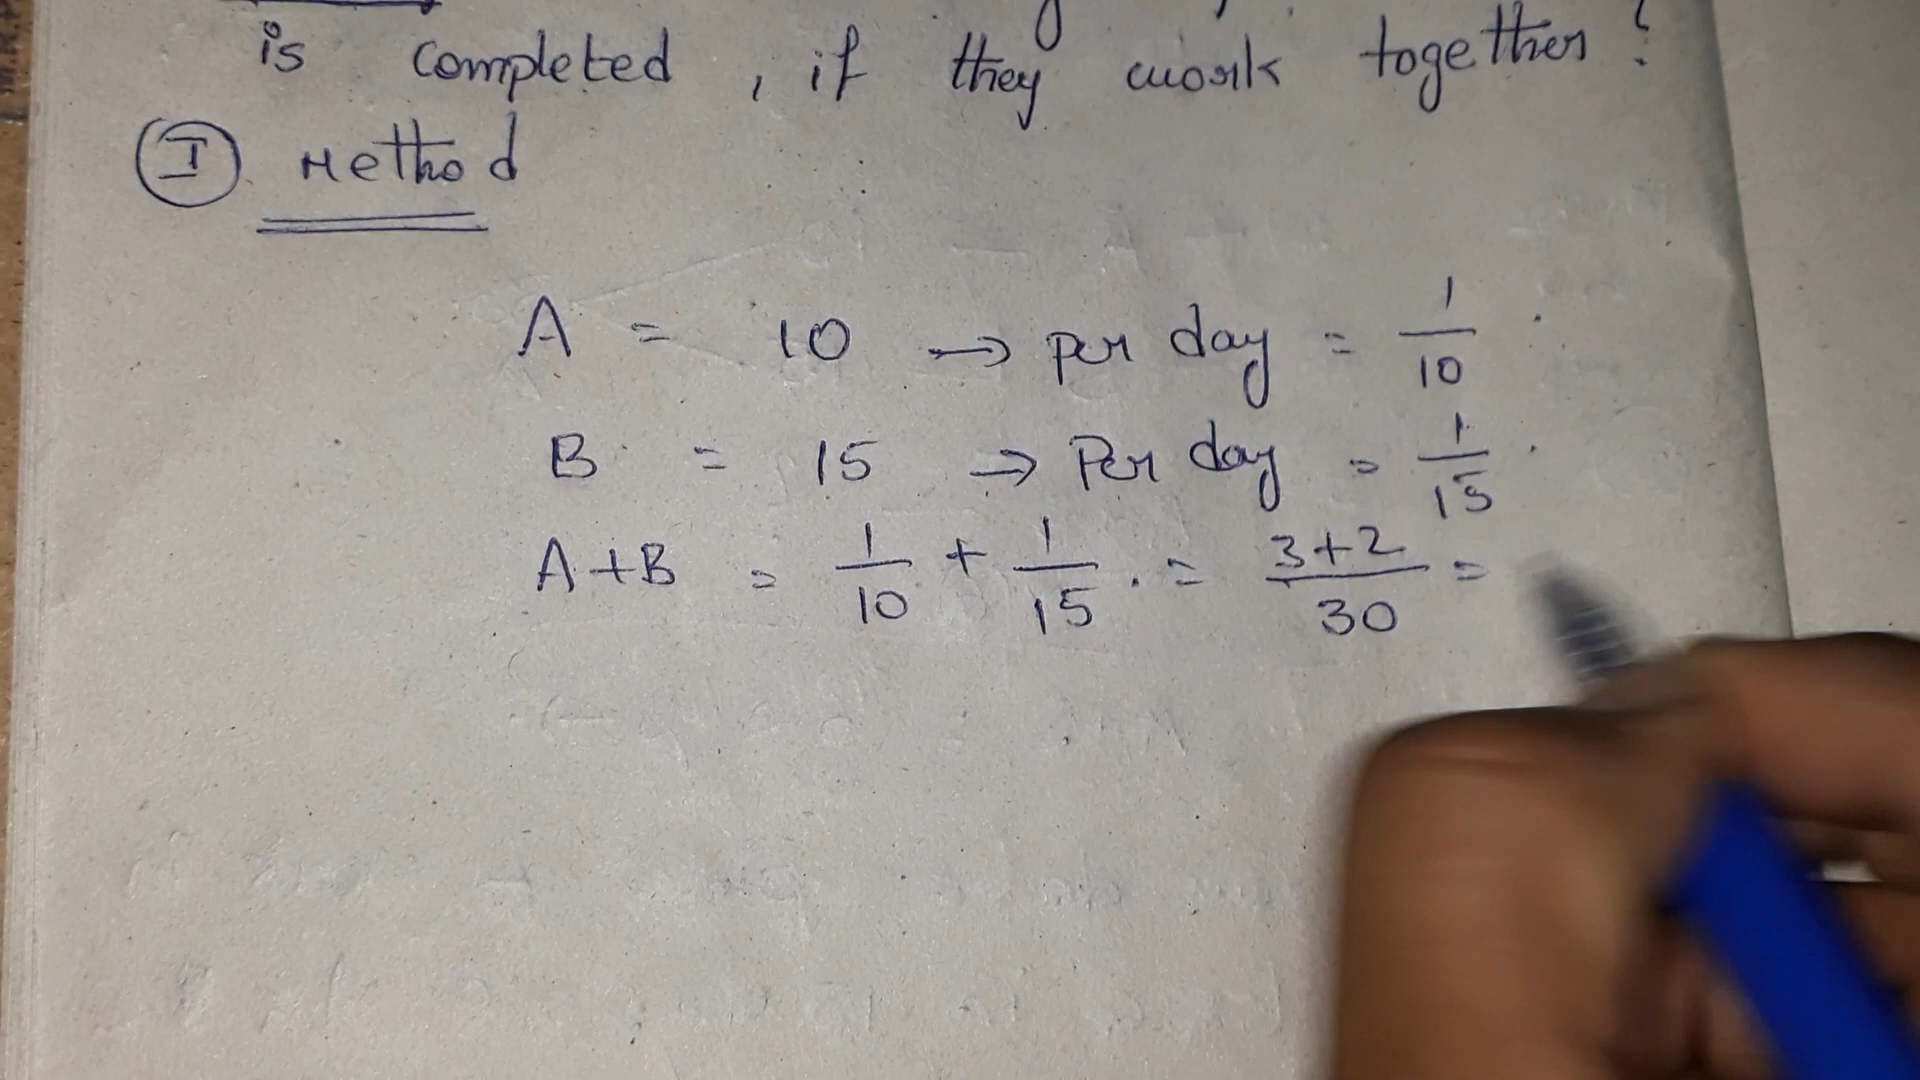 is completed, if they work together?
I Method
A = 10 → per day = 1/10
B = 15 → Per day = 1/15
A+B = 1/10 + 1/15 = 3+2/30 =